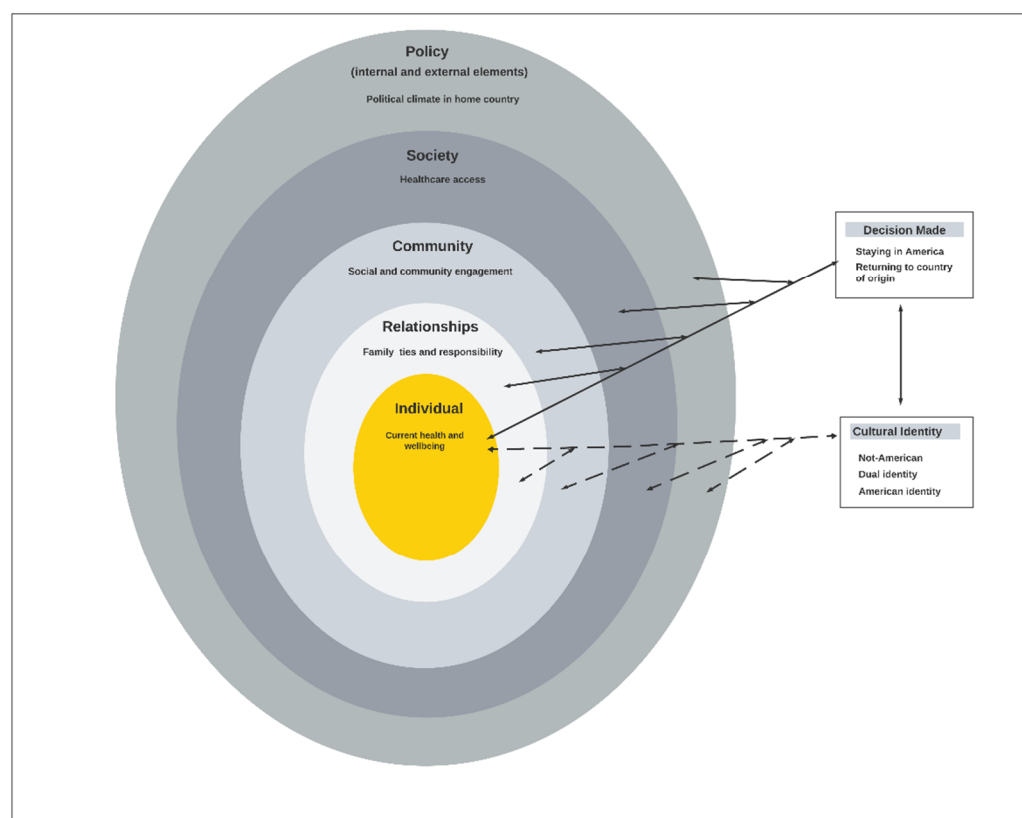 Policy
(internal and external elements)
Political climate in home country
Society
Healthcare access
Community
Social and community engagement
Relationships
Family ties and responsibility
Individual
Current health and
wellbeing
Decision Made
Staying in America
Returning to country
of origin
Cultural Identity
Not-American
Dual identity
American identity